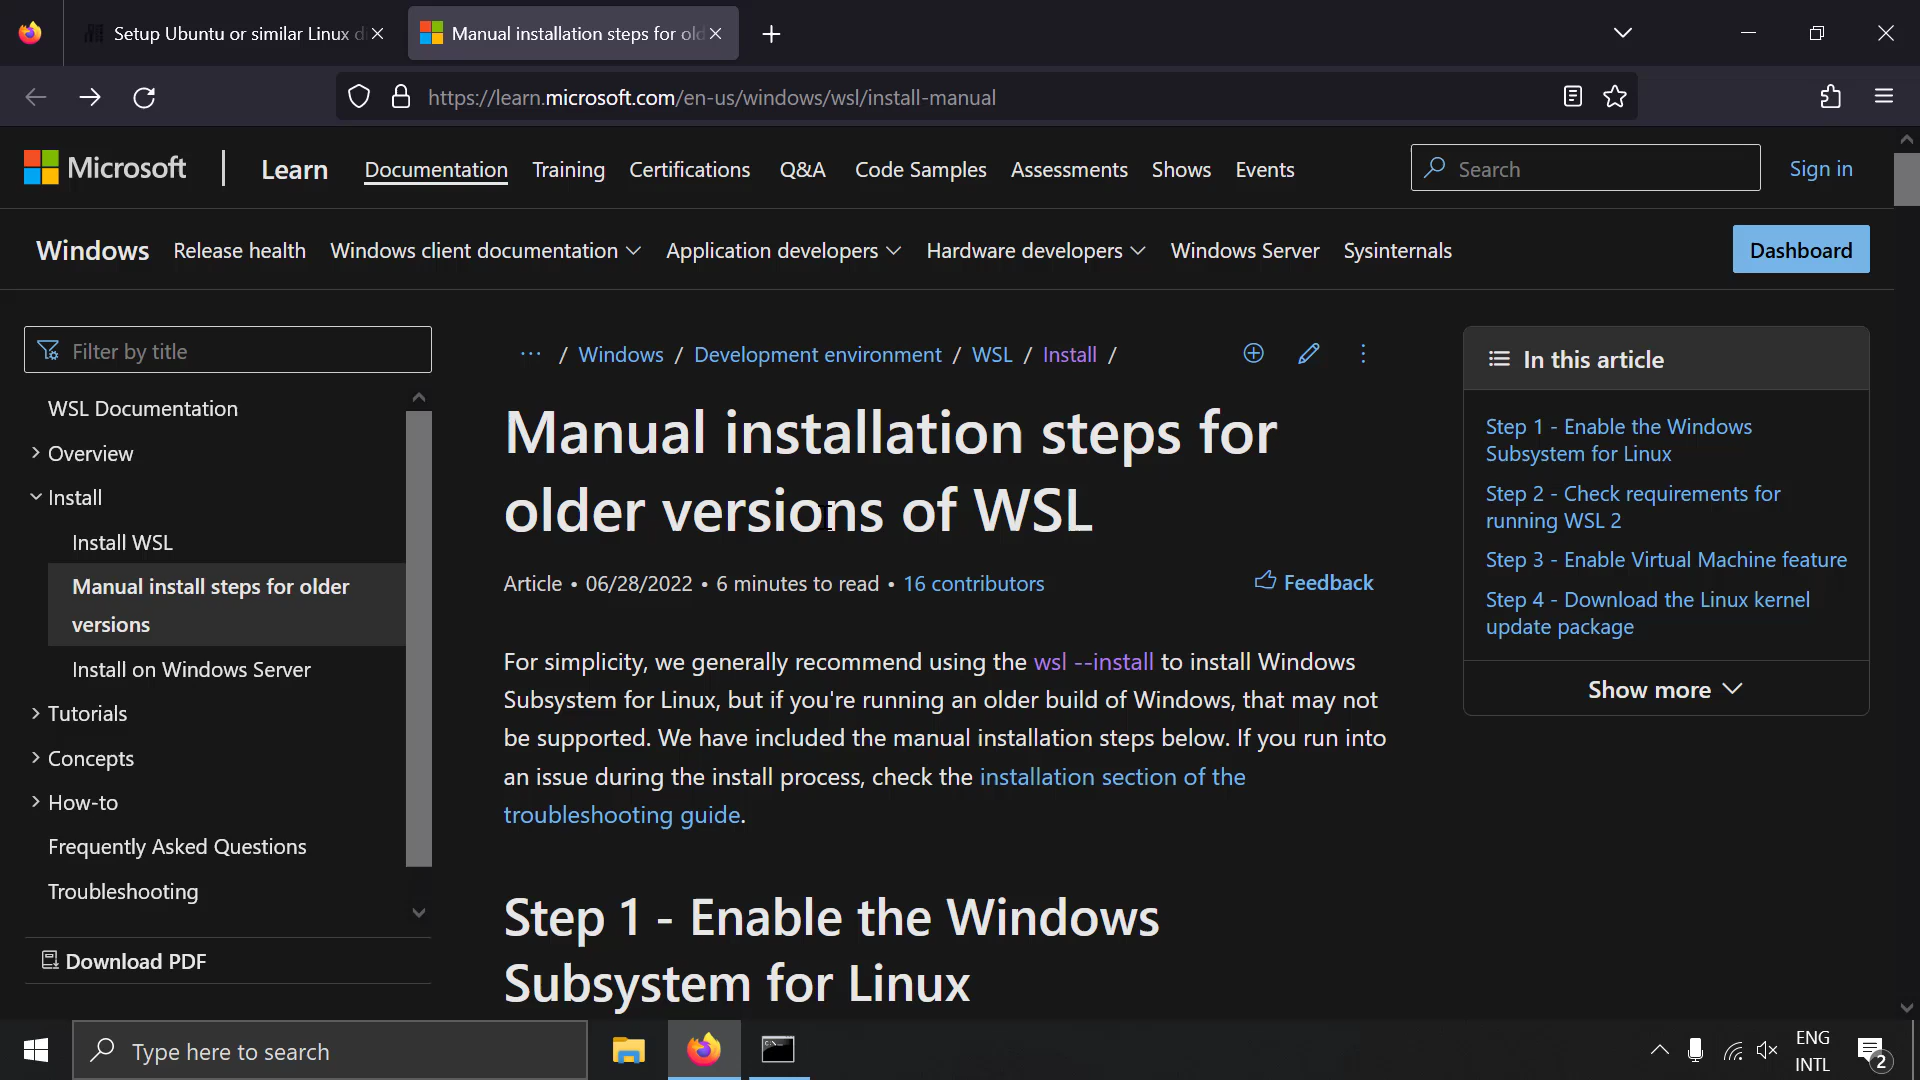 Setup Ubuntu or similar Linux d
Manual installation steps for old
https://learn.microsoft.com/en-us/windows/wsl/install-manual
Microsoft
Learn
Documentation
Training
Certifications
Q&A
Code Samples
Assessments
Shows
Events
Search
Sign in
Windows
Release health
Windows client documentation
Application developers
Hardware developers
Windows Server
Sysinternals
Dashboard
Filter by title
WSL Documentation
Overview
Install
Install WSL
Manual install steps for older
versions
Install on Windows Server
Tutorials
Concepts
How-to
Frequently Asked Questions
Troubleshooting
Download PDF
··· / Windows / Development environment / WSL / Install /
Manual installation steps for
older versions of WSL
Article • 06/28/2022 • 6 minutes to read • 16 contributors
Feedback
For simplicity, we generally recommend using the wsl --install to install Windows
Subsystem for Linux, but if you're running an older build of Windows, that may not
be supported. We have included the manual installation steps below. If you run into
an issue during the install process, check the installation section of the
troubleshooting guide.
Step 1 - Enable the Windows
Subsystem for Linux
In this article
Step 1 - Enable the Windows
Subsystem for Linux
Step 2 - Check requirements for
running WSL 2
Step 3 - Enable Virtual Machine feature
Step 4 - Download the Linux kernel
update package
Show more
Type here to search
ENG
INTL
2